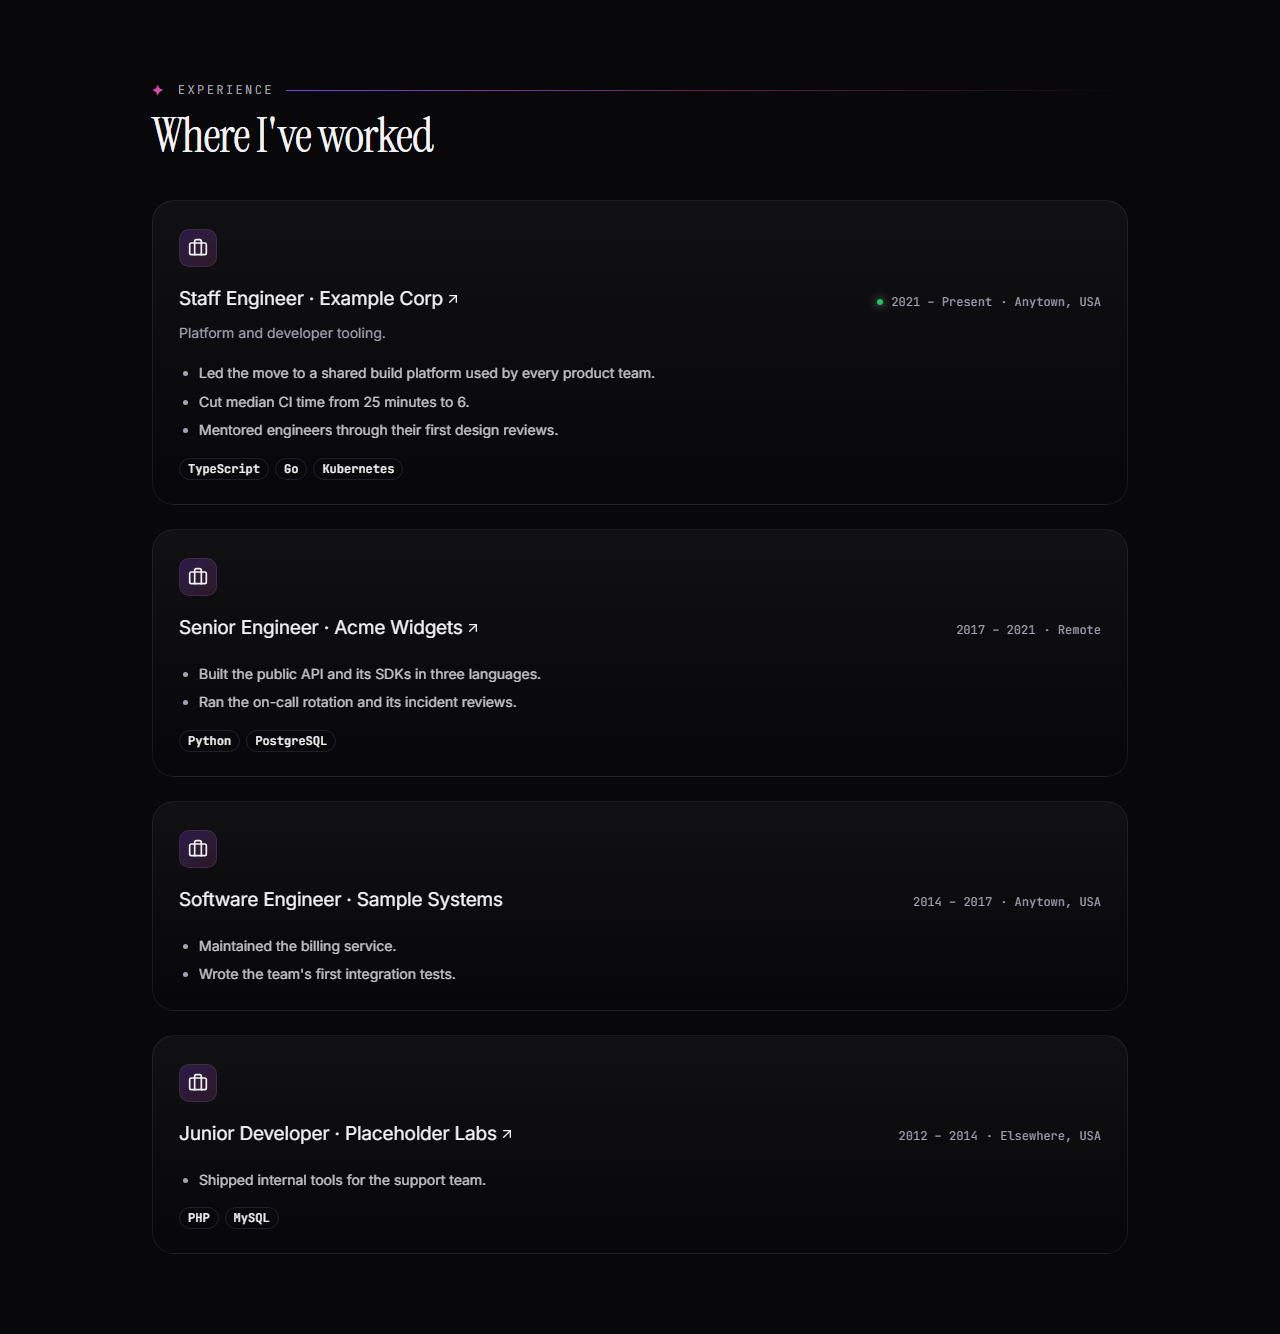 EXPERIENCE
Where I've worked
Staff Engineer · Example Corp
2021 – Present · Anytown, USA
Platform and developer tooling.
Led the move to a shared build platform used by every product team.
Cut median CI time from 25 minutes to 6.
Mentored engineers through their first design reviews.
TypeScript Go Kubernetes
Senior Engineer · Acme Widgets
2017 – 2021 · Remote
Built the public API and its SDKs in three languages.
Ran the on-call rotation and its incident reviews.
Python PostgreSQL
Software Engineer · Sample Systems
2014 – 2017 · Anytown, USA
Maintained the billing service.
Wrote the team's first integration tests.
Junior Developer · Placeholder Labs
2012 – 2014 · Elsewhere, USA
Shipped internal tools for the support team.
PHP MySQL